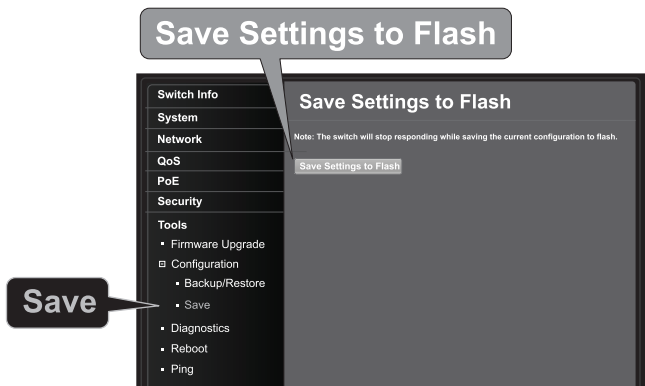 Save Settings to Flash
Switch Info
System
Network
QoS
PoE
Security
Tools
Firmware Upgrade
Configuration
Backup/Restore
Save
Diagnostics
Reboot
Ping
Save
Save Settings to Flash
Note: The switch will stop responding while saving the current configuration to flash.
Save Settings to Flash